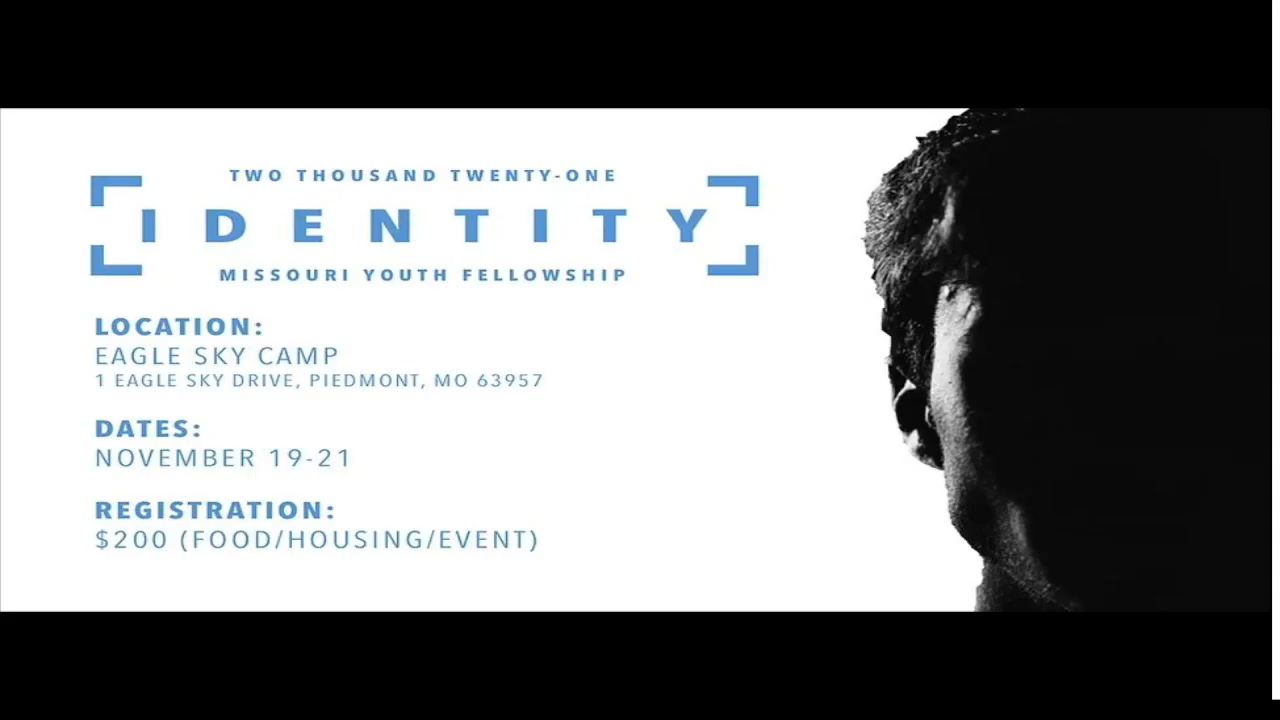 TWO THOUSAND TWENTY-ONE
IDENTITY
MISSOURI YOUTH FELLOWSHIP
LOCATION:
EAGLE SKY CAMP
1 EAGLE SKY DRIVE, PIEDMONT, MO 63957
DATES:
NOVEMBER 19-21
REGISTRATION:
$200 (FOOD/HOUSING/EVENT)